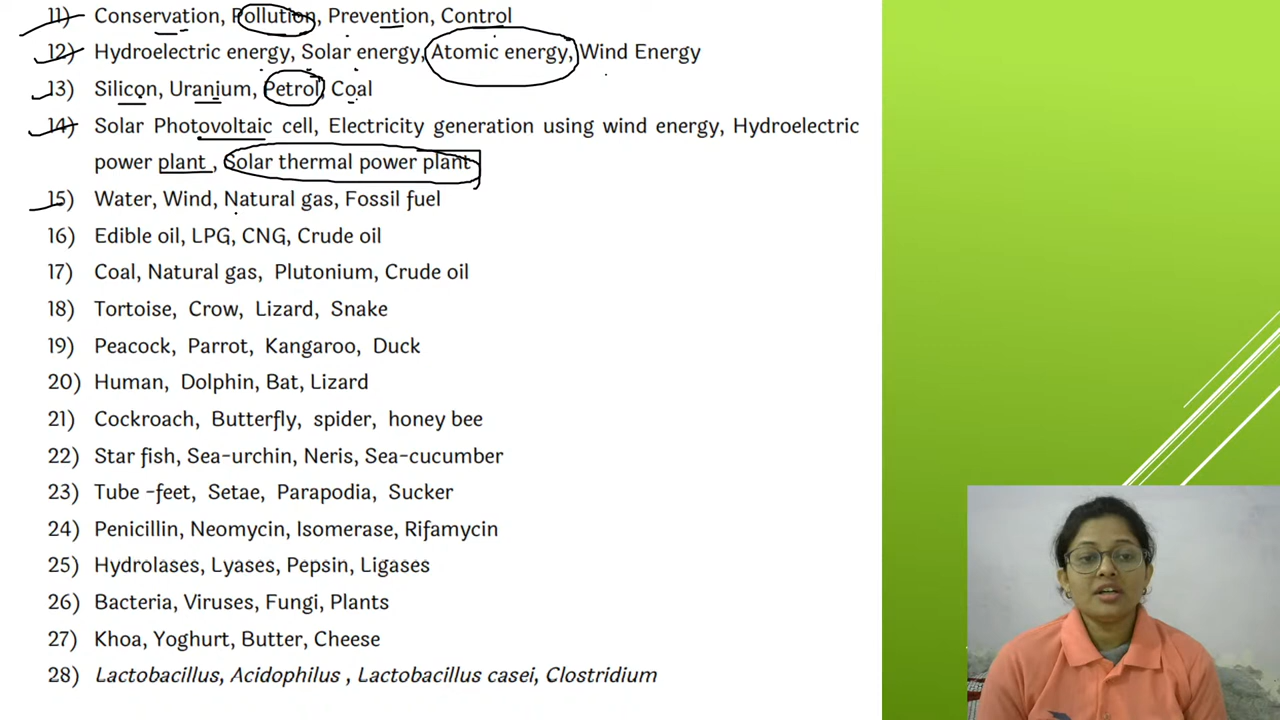 11) Conservation, Pollution, Prevention, Control
12) Hydroelectric energy, Solar energy, Atomic energy, Wind Energy
13) Silicon, Uranium, Petrol, Coal
14) Solar Photovoltaic cell, Electricity generation using wind energy, Hydroelectric
power plant , Solar thermal power plant
15) Water, Wind, Natural gas, Fossil fuel
16) Edible oil, LPG, CNG, Crude oil
17) Coal, Natural gas, Plutonium, Crude oil
18) Tortoise, Crow, Lizard, Snake
19) Peacock, Parrot, Kangaroo, Duck
20) Human, Dolphin, Bat, Lizard
21) Cockroach, Butterfly, spider, honey bee
22) Star fish, Sea-urchin, Neris, Sea-cucumber
23) Tube -feet, Setae, Parapodia, Sucker
24) Penicillin, Neomycin, Isomerase, Rifamycin
25) Hydrolases, Lyases, Pepsin, Ligases
26) Bacteria, Viruses, Fungi, Plants
27) Khoa, Yoghurt, Butter, Cheese
28) Lactobacillus, Acidophilus , Lactobacillus casei, Clostridium